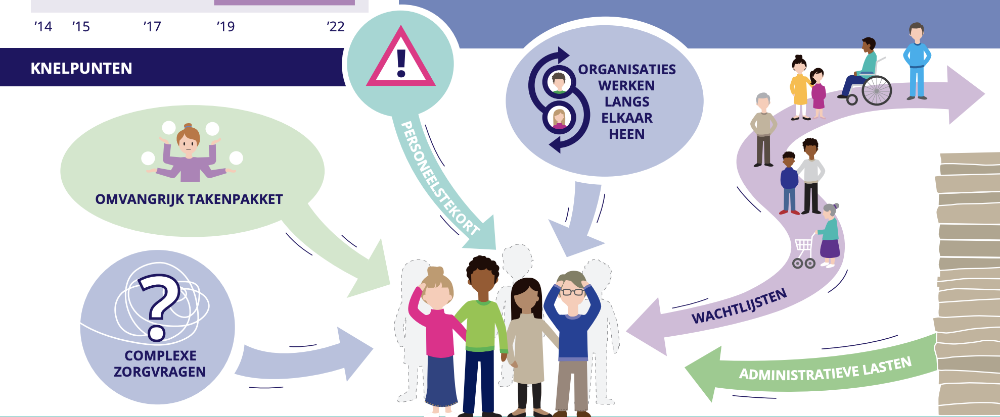 ’14 ’15 ’17 ’19 ’22
KNELPUNTEN
!
PERSONEELSTEKORT
ORGANISATIES
WERKEN
LANGS
ELKAAR
HEEN
OMVANGRIJK TAKENPAKKET
?
COMPLEXE
ZORGVRAGEN
WACHTLIJSTEN
ADMINISTRATIEVE LASTEN